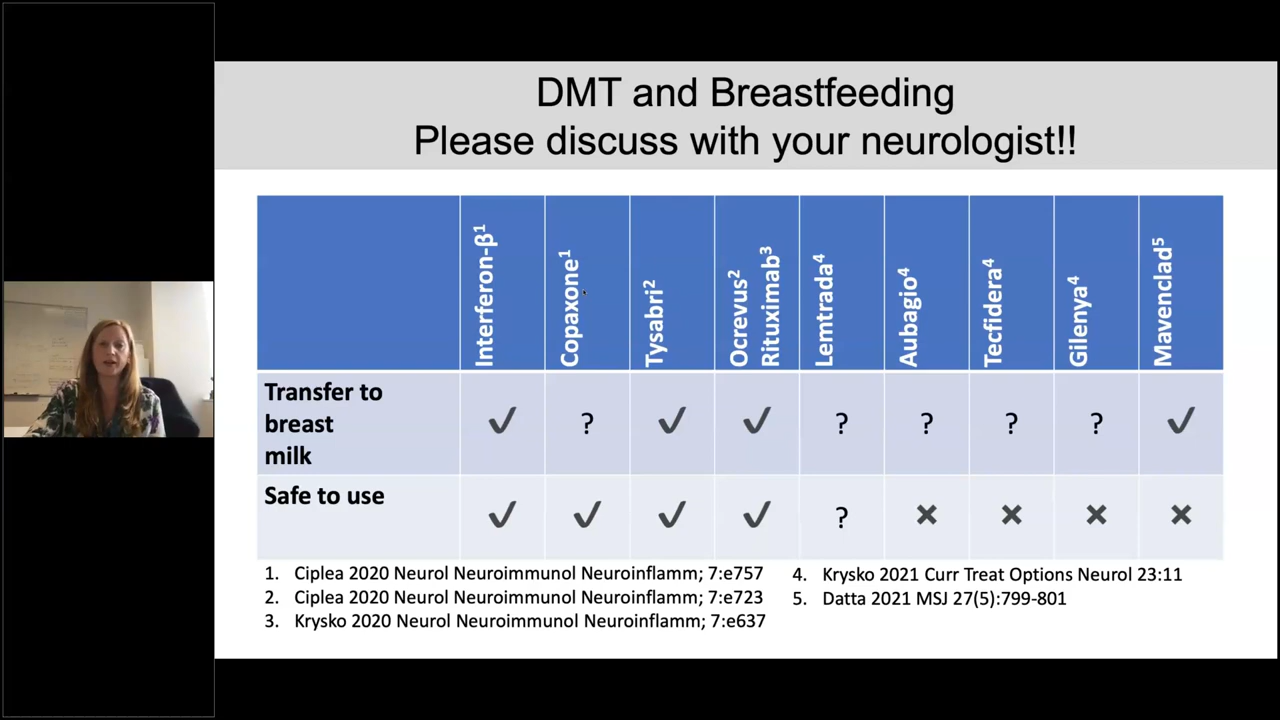 DMT and Breastfeeding
Please discuss with your neurologist!!
Interferon-β¹
Copaxone¹
Tysabri²
Ocrevus²
Rituximab³
Lemtrada⁴
Aubagio⁴
Tecfidera⁴
Gilenya⁴
Mavenclad⁵
Transfer to
breast
milk
✓ ? ✓ ✓ ? ? ? ? ✓
Safe to use
✓ ✓ ✓ ✓ ? ✖ ✖ ✖ ✖
1. Ciplea 2020 Neurol Neuroimmunol Neuroinflamm; 7:e757
2. Ciplea 2020 Neurol Neuroimmunol Neuroinflamm; 7:e723
3. Krysko 2020 Neurol Neuroimmunol Neuroinflamm; 7:e637
4. Krysko 2021 Curr Treat Options Neurol 23:11
5. Datta 2021 MSJ 27(5):799-801